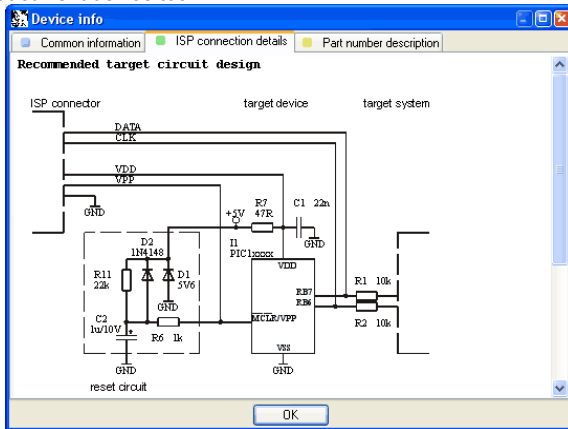 Device info
Common information
ISP connection details
Part number description
Recommended target circuit design
ISP connector
target device
target system
DATA
CLK
VDD
VPP
GND
+5V
R7
47R
C1 22n
GND
D2
1N4148
I1
PIC1xxxx
VDD
R11
22k
D1
5V6
GND
RB7
RB6
R1 10k
R2 10k
C2
1u/10V
R6 1k
MCLR/VPP
VSS
GND
GND
reset circuit
OK